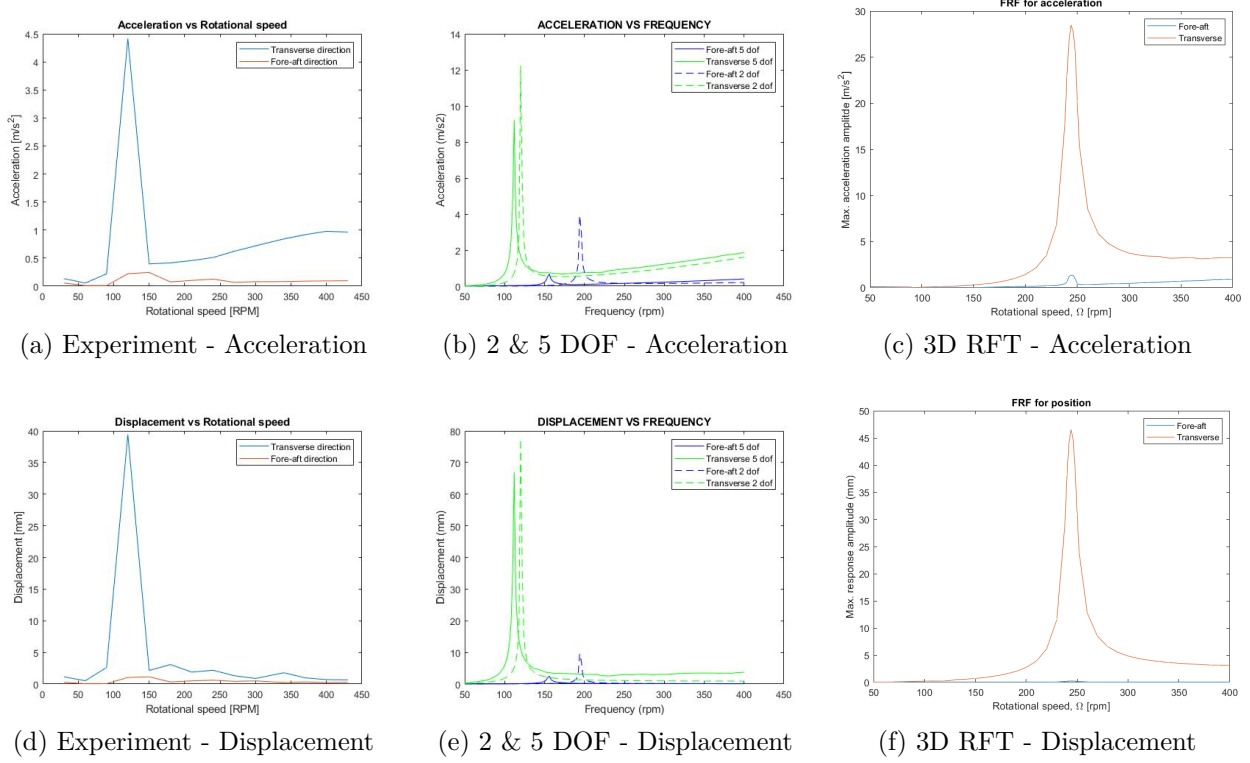 Acceleration vs Rotational speed
Acceleration [m/s²]
4.5
4
3.5
3
2.5
2
1.5
1
0.5
0
0 50 100 150 200 250 300 350 400 450
Rotational speed [RPM]
Transverse direction
Fore-aft direction
(a) Experiment - Acceleration
ACCELERATION VS FREQUENCY
Acceleration (m/s2)
14
12
10
8
6
4
2
0
50 100 150 200 250 300 350 400 450
Frequency (rpm)
Fore-aft 5 dof
Transverse 5 dof
Fore-aft 2 dof
Transverse 2 dof
(b) 2 & 5 DOF - Acceleration
FRF for acceleration
Max. acceleration amplitde [m/s²]
30
25
20
15
10
5
0
50 100 150 200 250 300 350 400
Rotational speed, Ω [rpm]
Fore-aft
Transverse
(c) 3D RFT - Acceleration
Displacement vs Rotational speed
Displacement [mm]
40
35
30
25
20
15
10
5
0
0 50 100 150 200 250 300 350 400 450
Rotational speed [RPM]
Transverse direction
Fore-aft direction
(d) Experiment - Displacement
DISPLACEMENT VS FREQUENCY
Displacement (mm)
80
70
60
50
40
30
20
10
0
50 100 150 200 250 300 350 400 450
Frequency (rpm)
Fore-aft 5 dof
Transverse 5 dof
Fore-aft 2 dof
Transverse 2 dof
(e) 2 & 5 DOF - Displacement
FRF for position
Max. response amplitude (mm)
50
45
40
35
30
25
20
15
10
5
0
50 100 150 200 250 300 350 400
Rotational speed, Ω [rpm]
Fore-aft
Transverse
(f) 3D RFT - Displacement